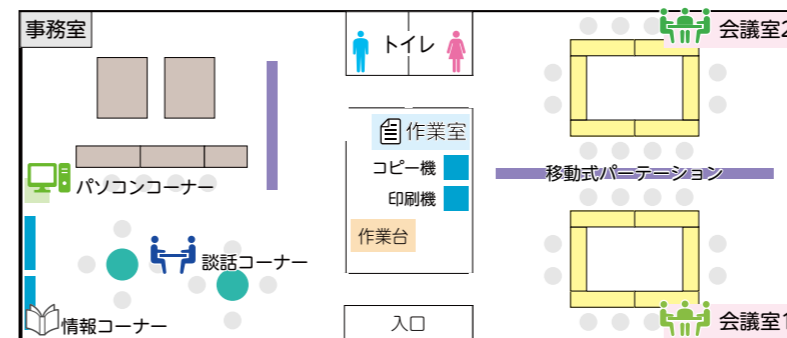 事務室
トイレ
会議室2
作業室
コピー機
印刷機
作業台
移動式パーテーション
パソコンコーナー
談話コーナー
情報コーナー
入口
会議室1